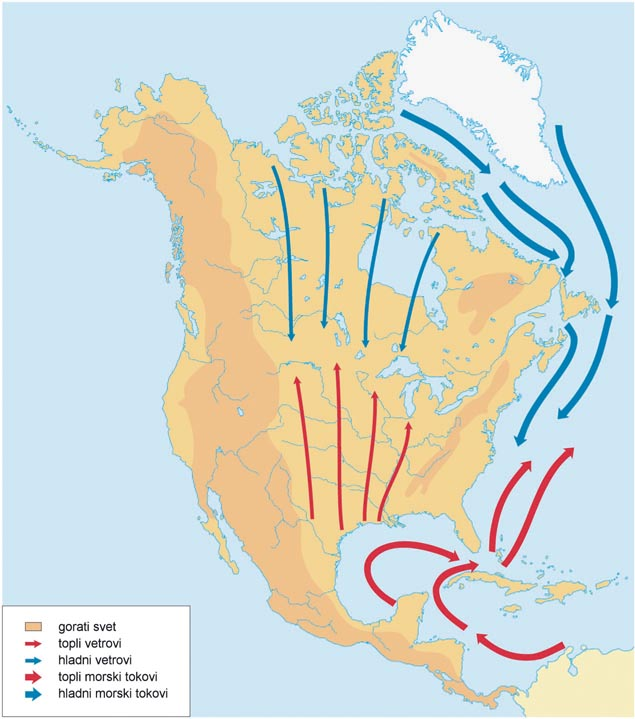 gorati svet
topli vetrovi
hladni vetrovi
topli morski tokovi
hladni morski tokovi